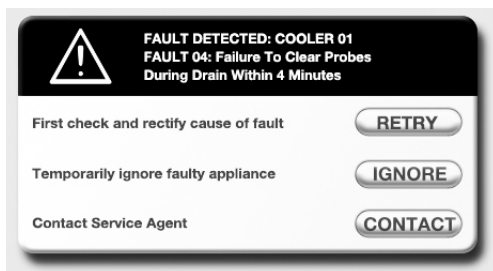 FAULT DETECTED: COOLER 01
FAULT 04: Failure To Clear Probes
During Drain Within 4 Minutes
First check and rectify cause of fault
RETRY
Temporarily ignore faulty appliance
IGNORE
Contact Service Agent
CONTACT